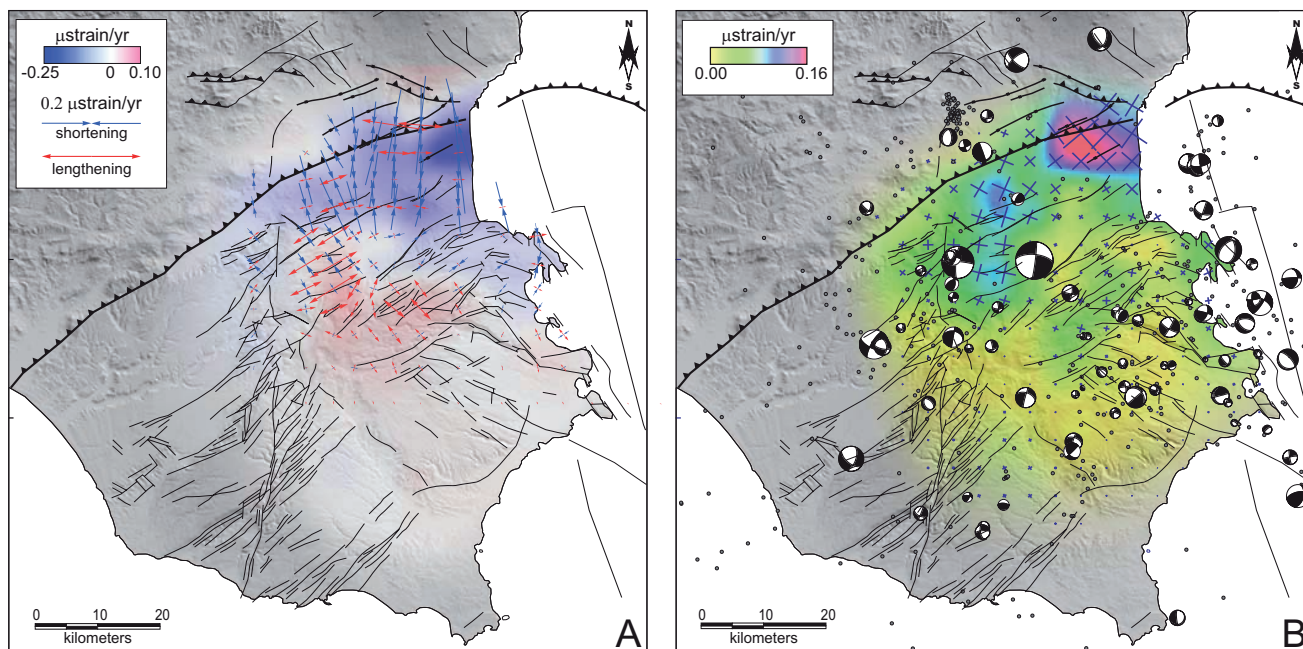 µstrain/yr
-0.25 0 0.10
0.2 µstrain/yr
shortening
lengthening
N
S
0 10 20
kilometers
A
µstrain/yr
0.00 0.16
N
S
0 10 20
kilometers
B